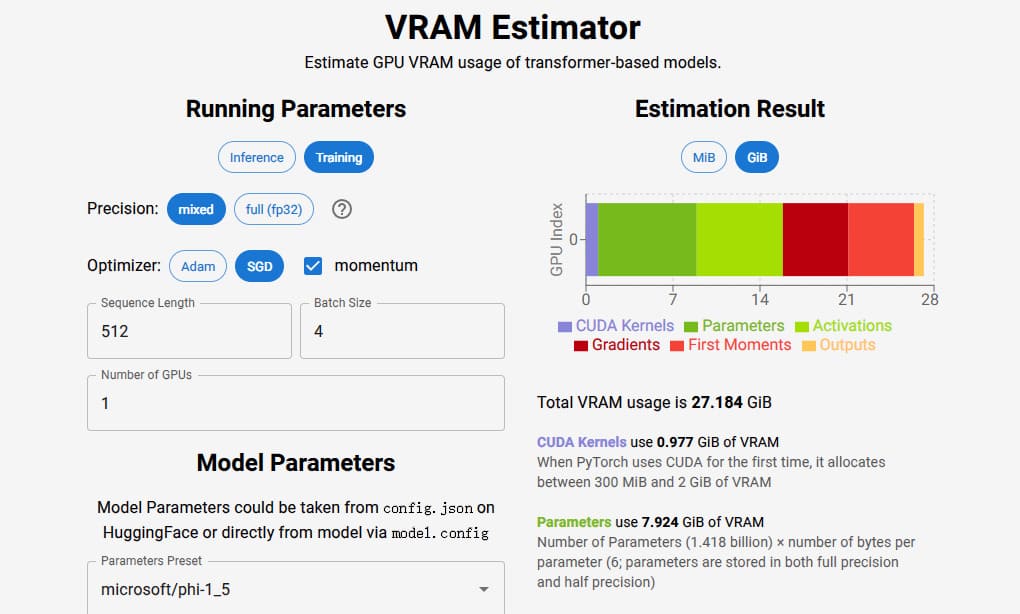 VRAM Estimator
Estimate GPU VRAM usage of transformer-based models.
Running Parameters
Inference
Training
Precision:
mixed
full (fp32)
?
Optimizer:
Adam
SGD
momentum
Sequence Length
512
Batch Size
4
Number of GPUs
1
Model Parameters
Model Parameters could be taken from config.json on
HuggingFace or directly from model via model.config
Parameters Preset
microsoft/phi-1_5
Estimation Result
MiB
GiB
GPU Index
0
0 7 14 21 28
CUDA Kernels Parameters Activations
Gradients First Moments Outputs
Total VRAM usage is 27.184 GiB
CUDA Kernels use 0.977 GiB of VRAM
When PyTorch uses CUDA for the first time, it allocates
between 300 MiB and 2 GiB of VRAM
Parameters use 7.924 GiB of VRAM
Number of Parameters (1.418 billion) × number of bytes per
parameter (6; parameters are stored in both full precision
and half precision)